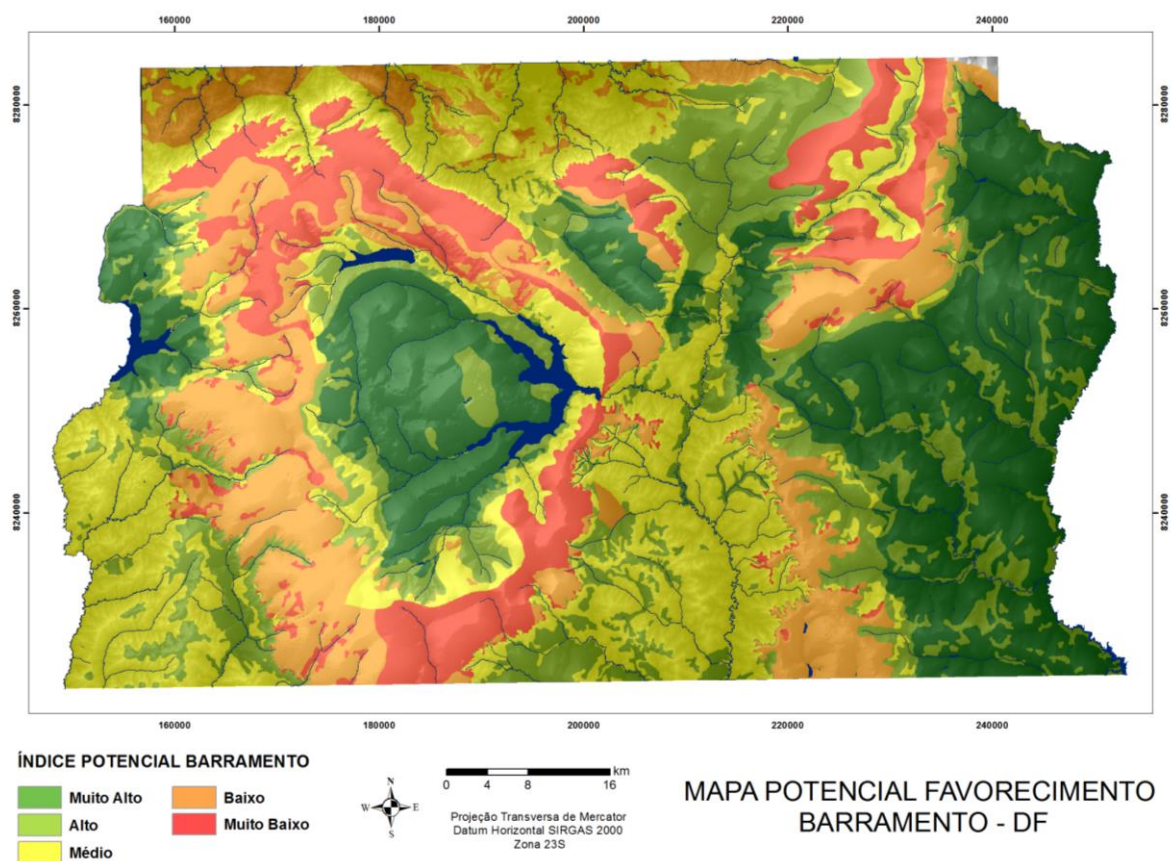 160000 180000 200000 220000 240000
8280000 8280000
8260000 8260000
8240000 8240000
160000 180000 200000 220000 240000
ÍNDICE POTENCIAL BARRAMENTO
Muito Alto
Alto
Médio
Baixo
Muito Baixo
N
W E
S
km
0 4 8 16
Projeção Transversa de Mercator
Datum Horizontal SIRGAS 2000
Zona 23S
MAPA POTENCIAL FAVORECIMENTO
BARRAMENTO - DF